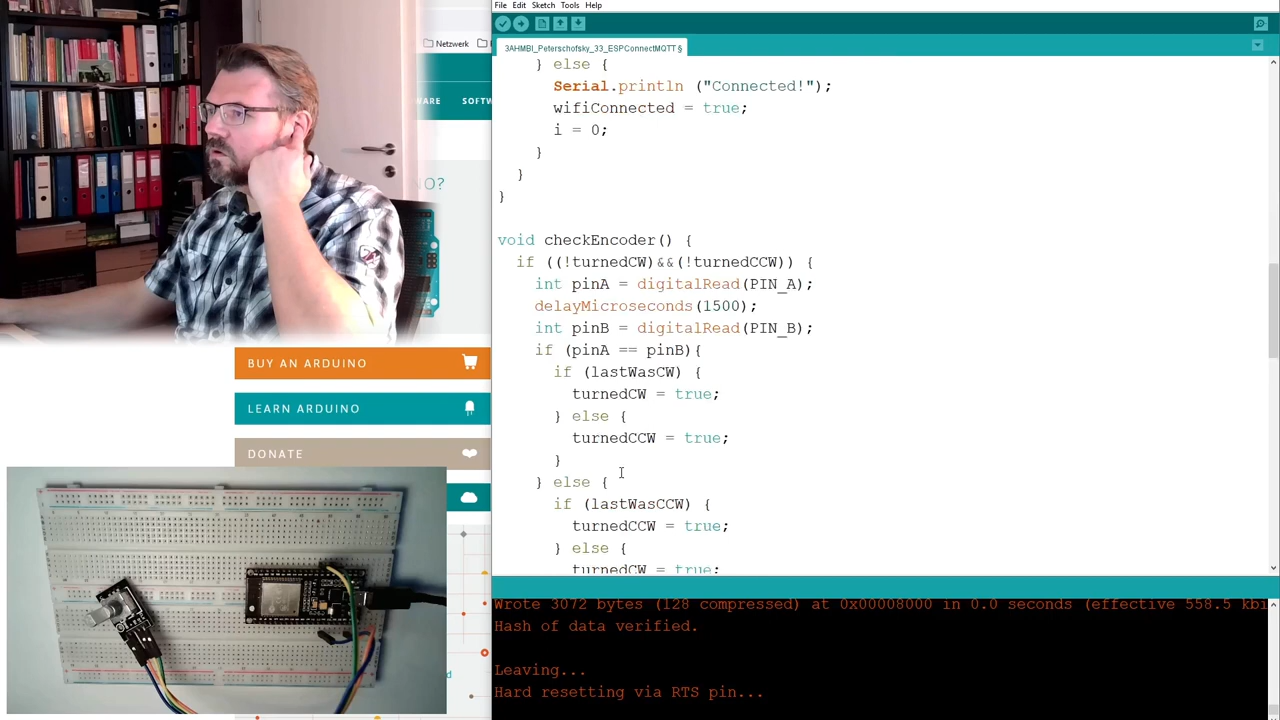 File Edit Sketch Tools Help
Netzwerk
3AHMBI_Peterschofsky_33_ESPConnectMQTT §
WARE SOFTW
NO?
BUY AN ARDUINO
LEARN ARDUINO
DONATE
} else {
Serial.println ("Connected!");
wifiConnected = true;
i = 0;
}
}
}
void checkEncoder() {
if ((!turnedCW)&&(!turnedCCW)) {
int pinA = digitalRead(PIN_A);
delayMicroseconds(1500);
int pinB = digitalRead(PIN_B);
if (pinA == pinB){
if (lastWasCW) {
turnedCW = true;
} else {
turnedCCW = true;
}
} else {
if (lastWasCCW) {
turnedCCW = true;
} else {
turnedCW = true;
Wrote 3072 bytes (128 compressed) at 0x00008000 in 0.0 seconds (effective 558.5 kbi
Hash of data verified.
Leaving...
Hard resetting via RTS pin...